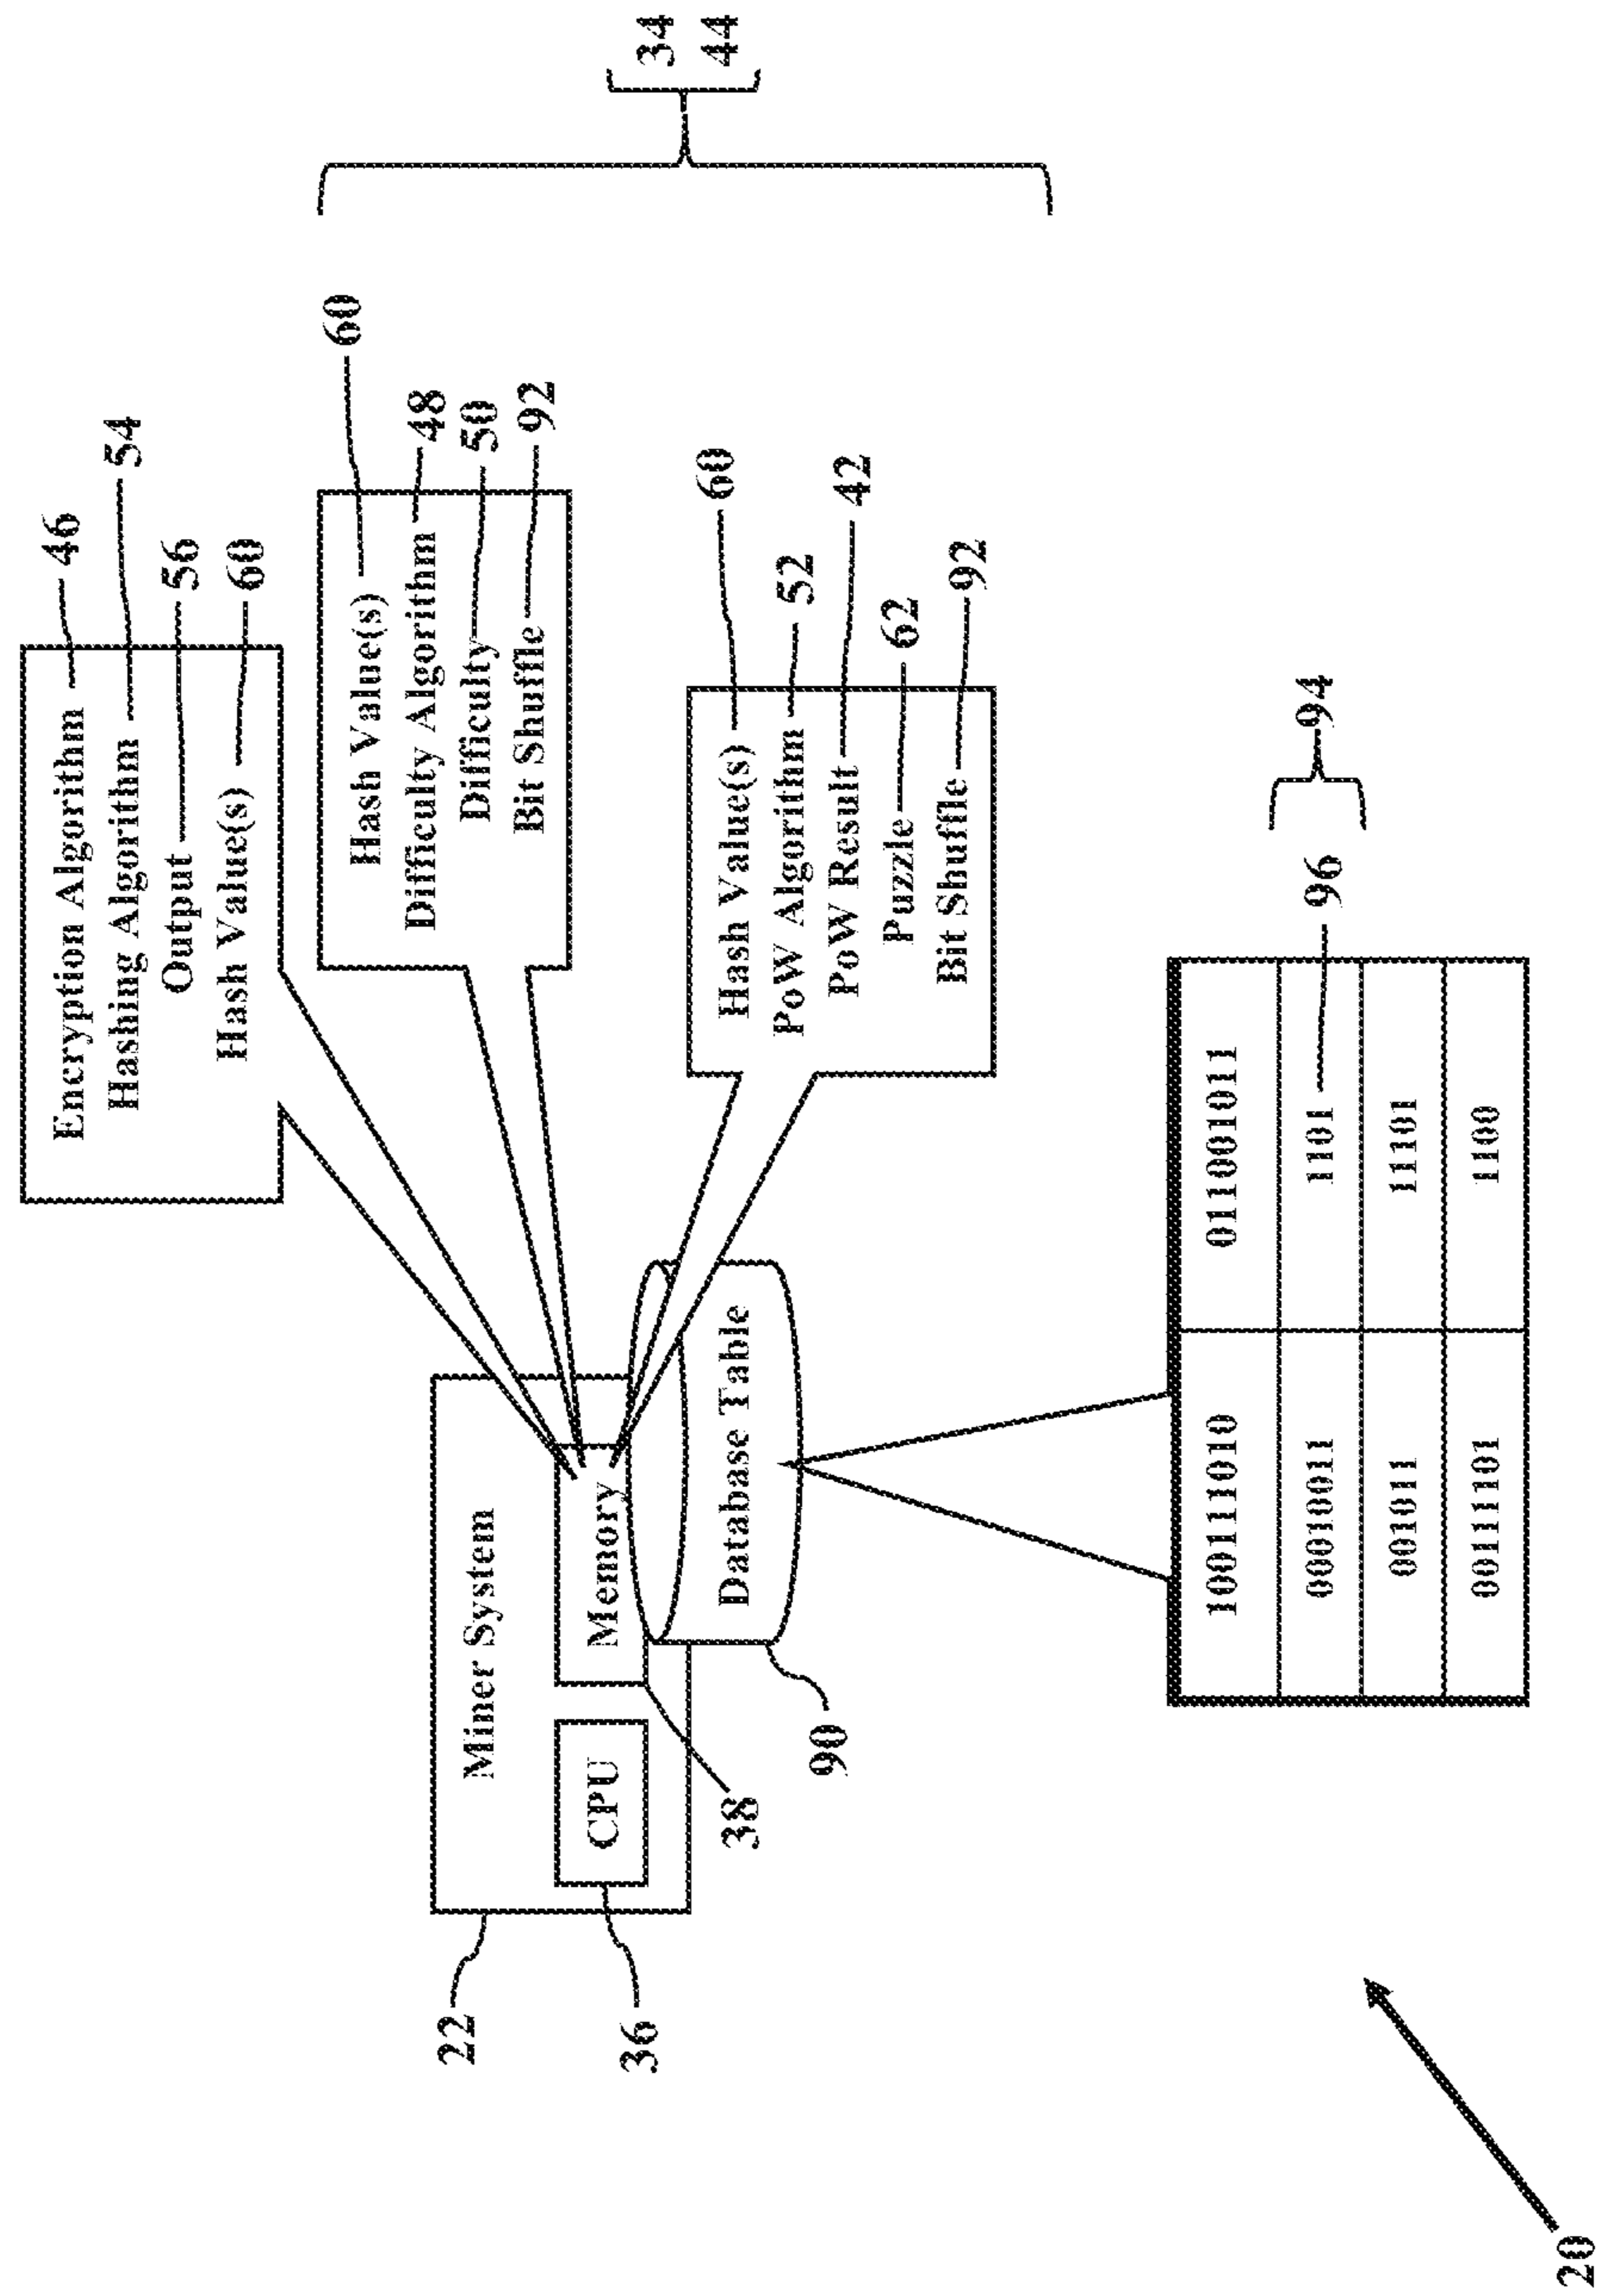 Encryption Algorithm 46
Hashing Algorithm 54
Output 56
Hash Value(s) 60
Hash Value(s) 60
Difficulty Algorithm 48
Difficulty 50
Bit Shuffle 92
34
44
22
Miner System
36
CPU
Memory
38
Hash Value(s) 60
PoW Algorithm 52
PoW Result 42
Puzzle 62
Bit Shuffle 92
90
Database Table
10011011010 01100101011
00010011 1101 96 94
001011 11101
00111101 1100
20